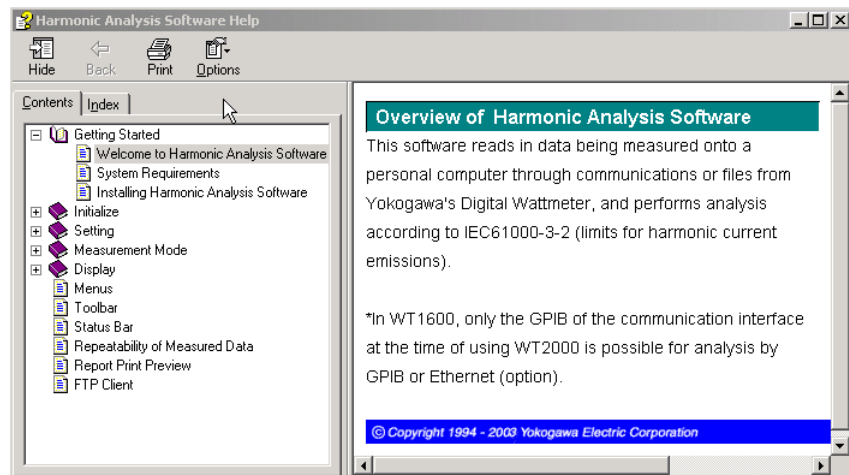 Harmonic Analysis Software Help
Hide Back Print Options
Contents Index
Getting Started
Welcome to Harmonic Analysis Software
System Requirements
Installing Harmonic Analysis Software
Initialize
Setting
Measurement Mode
Display
Menus
Toolbar
Status Bar
Repeatability of Measured Data
Report Print Preview
FTP Client
Overview of Harmonic Analysis Software
This software reads in data being measured onto a
personal computer through communications or files from
Yokogawa's Digital Wattmeter, and performs analysis
according to IEC61000-3-2 (limits for harmonic current
emissions).
*In WT1600, only the GPIB of the communication interface
at the time of using WT2000 is possible for analysis by
GPIB or Ethernet (option).
© Copyright 1994 - 2003 Yokogawa Electric Corporation